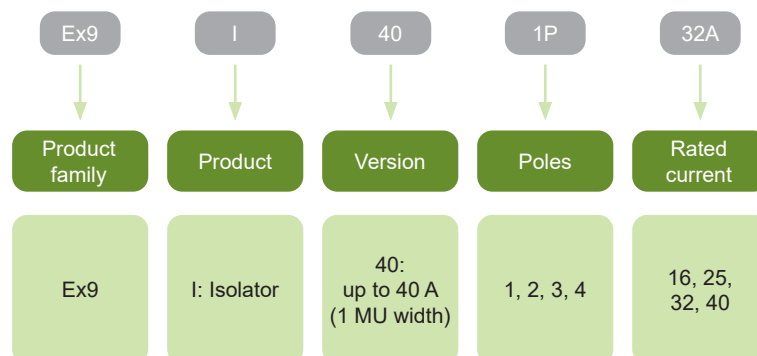 Ex9
I
40
1P
32A
Product
family
Product
Version
Poles
Rated
current
Ex9
I: Isolator
40:
up to 40 A
(1 MU width)
1, 2, 3, 4
16, 25,
32, 40